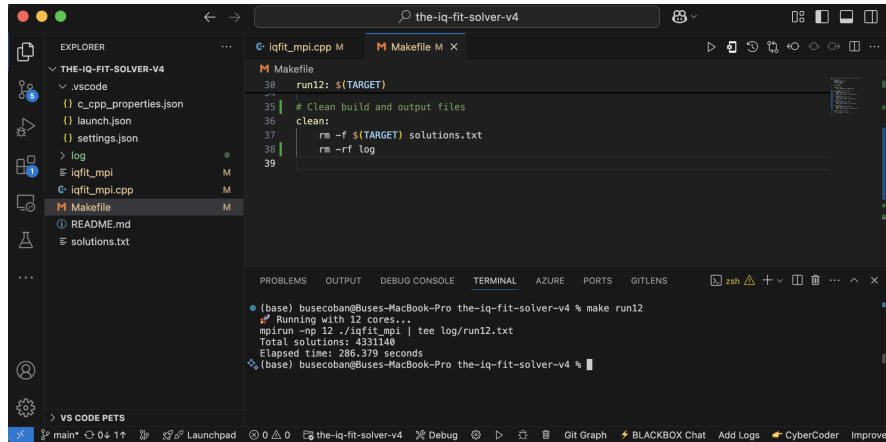 the-iq-fit-solver-v4
EXPLORER
THE-IQ-FIT-SOLVER-V4
.vscode
{} c_cpp_properties.json
{} launch.json
{} settings.json
log
iqfit_mpi M
iqfit_mpi.cpp M
Makefile M
README.md
solutions.txt
VS CODE PETS
5
1
iqfit_mpi.cpp M
Makefile M
Makefile
30 run12: $(TARGET)
35 # Clean build and output files
36 clean:
37 rm -f $(TARGET) solutions.txt
38 rm -rf log
39
PROBLEMS OUTPUT DEBUG CONSOLE TERMINAL AZURE PORTS GITLENS
zsh
(base) busecoban@Buses-MacBook-Pro the-iq-fit-solver-v4 % make run12
🚀 Running with 12 cores...
mpirun -np 12 ./iqfit_mpi | tee log/run12.txt
Total solutions: 4331140
Elapsed time: 286.379 seconds
(base) busecoban@Buses-MacBook-Pro the-iq-fit-solver-v4 %
main* 0↓ 1↑ Launchpad 0 0 the-iq-fit-solver-v4 Debug Git Graph BLACKBOX Chat Add Logs CyberCoder Improve